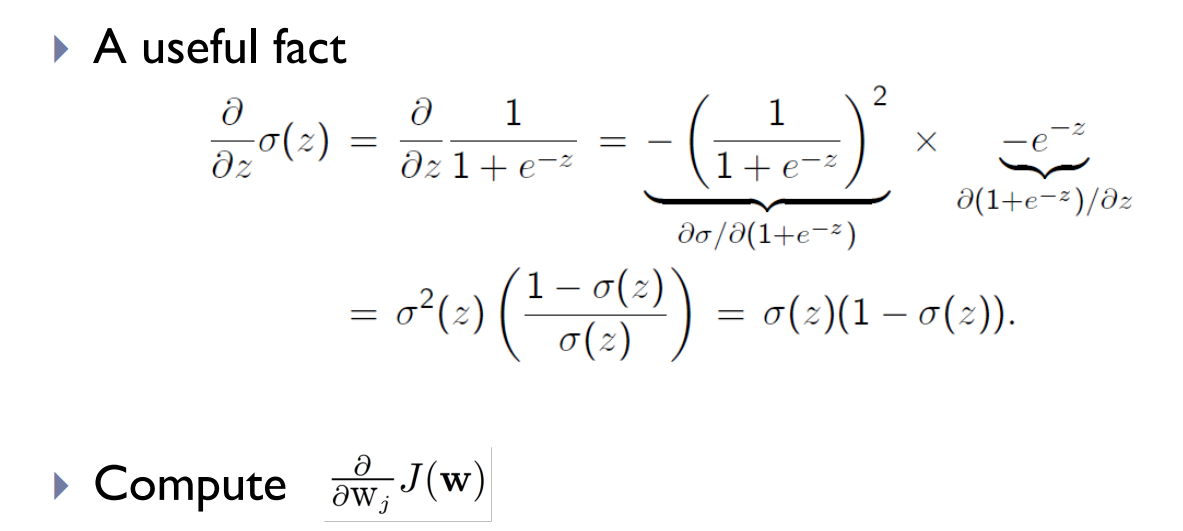 A useful fact
∂/∂z σ(z) = ∂/∂z 1/(1 + e^{−z}) = −(1/(1 + e^{−z}))^2 × −e^{−z}
∂σ/∂(1+e^{−z}) ∂(1+e^{−z})/∂z
= σ^2(z) ((1 − σ(z))/σ(z)) = σ(z)(1 − σ(z)).
Compute ∂/∂w_j J(w)